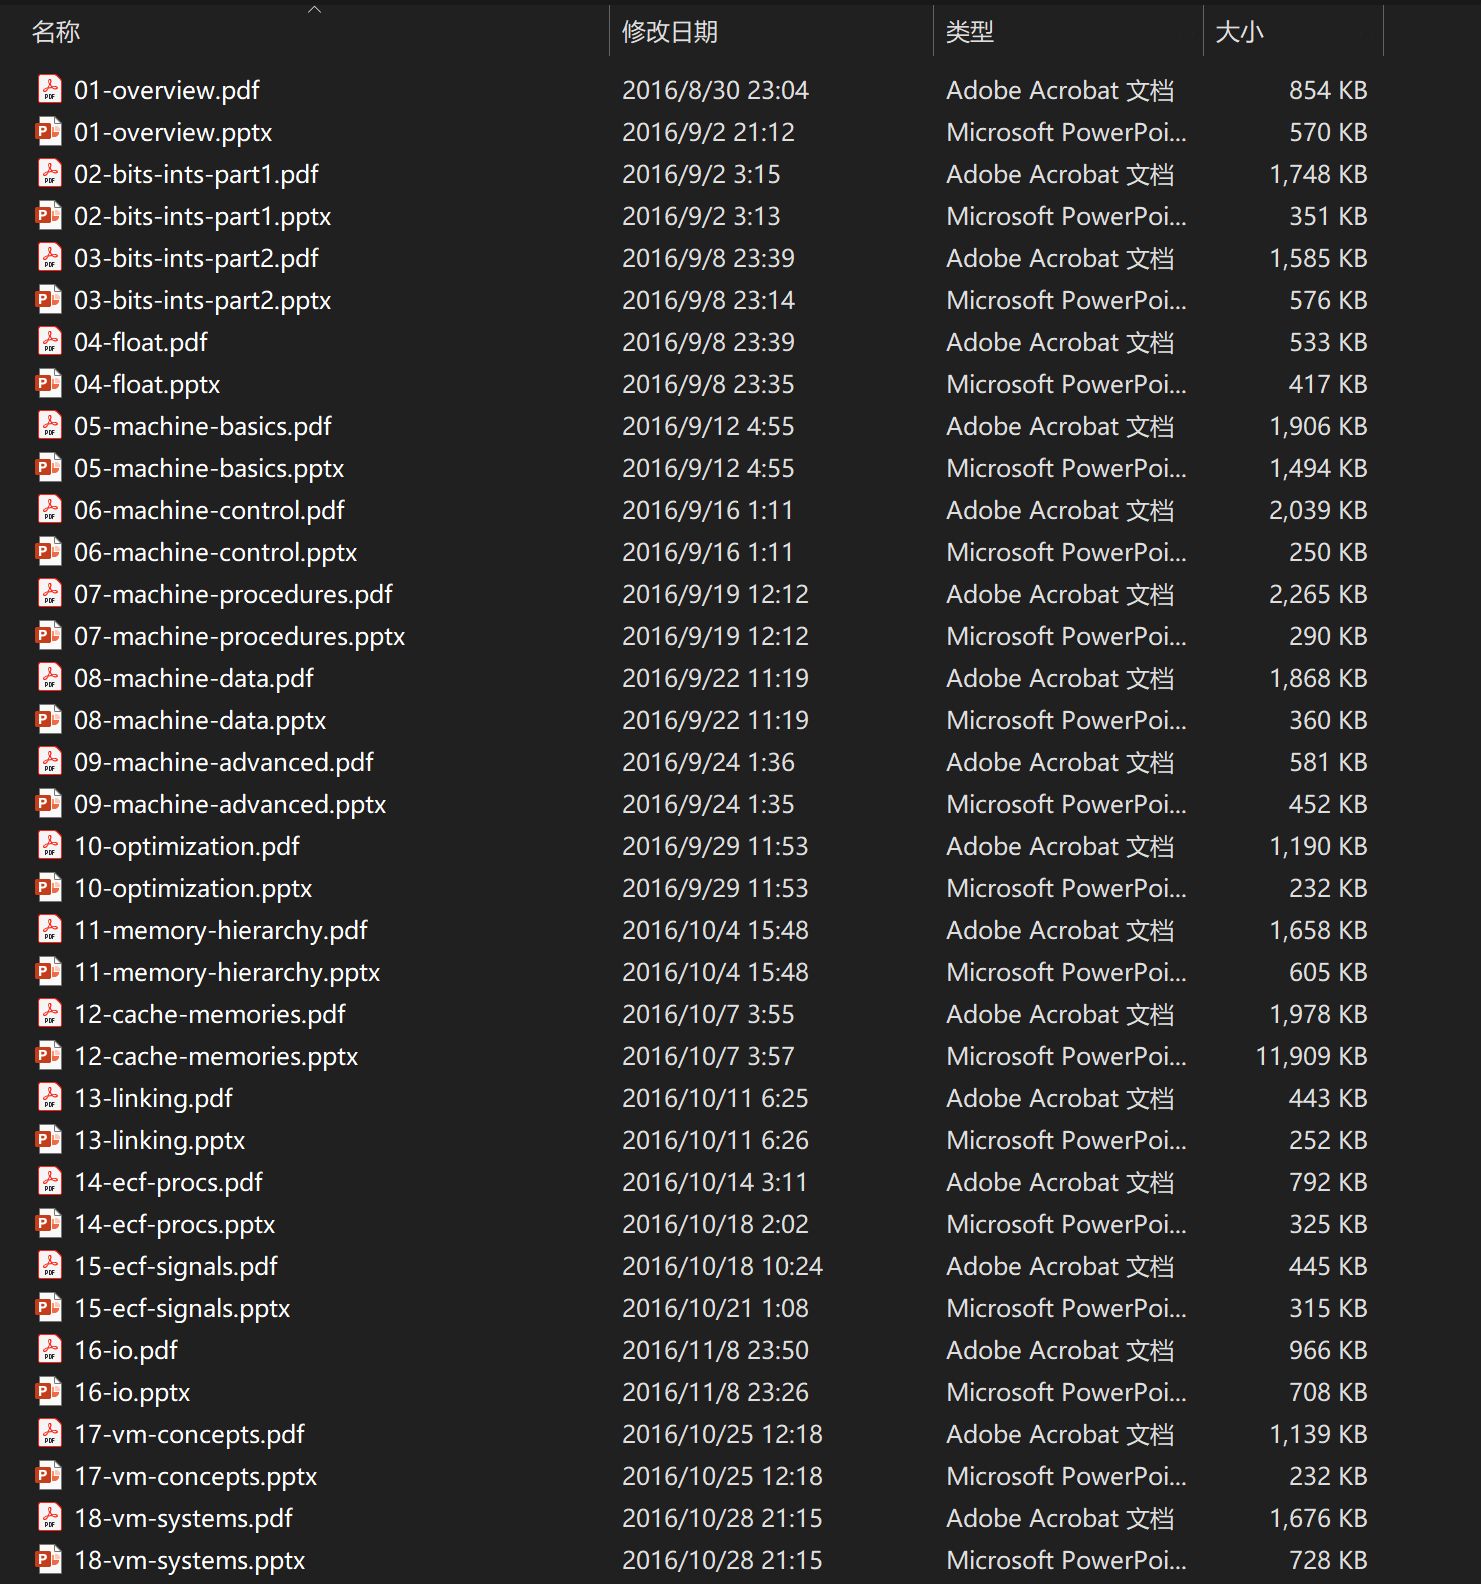 名称 修改日期 类型 大小
01-overview.pdf 2016/8/30 23:04 Adobe Acrobat 文档 854 KB
01-overview.pptx 2016/9/2 21:12 Microsoft PowerPoi... 570 KB
02-bits-ints-part1.pdf 2016/9/2 3:15 Adobe Acrobat 文档 1,748 KB
02-bits-ints-part1.pptx 2016/9/2 3:13 Microsoft PowerPoi... 351 KB
03-bits-ints-part2.pdf 2016/9/8 23:39 Adobe Acrobat 文档 1,585 KB
03-bits-ints-part2.pptx 2016/9/8 23:14 Microsoft PowerPoi... 576 KB
04-float.pdf 2016/9/8 23:39 Adobe Acrobat 文档 533 KB
04-float.pptx 2016/9/8 23:35 Microsoft PowerPoi... 417 KB
05-machine-basics.pdf 2016/9/12 4:55 Adobe Acrobat 文档 1,906 KB
05-machine-basics.pptx 2016/9/12 4:55 Microsoft PowerPoi... 1,494 KB
06-machine-control.pdf 2016/9/16 1:11 Adobe Acrobat 文档 2,039 KB
06-machine-control.pptx 2016/9/16 1:11 Microsoft PowerPoi... 250 KB
07-machine-procedures.pdf 2016/9/19 12:12 Adobe Acrobat 文档 2,265 KB
07-machine-procedures.pptx 2016/9/19 12:12 Microsoft PowerPoi... 290 KB
08-machine-data.pdf 2016/9/22 11:19 Adobe Acrobat 文档 1,868 KB
08-machine-data.pptx 2016/9/22 11:19 Microsoft PowerPoi... 360 KB
09-machine-advanced.pdf 2016/9/24 1:36 Adobe Acrobat 文档 581 KB
09-machine-advanced.pptx 2016/9/24 1:35 Microsoft PowerPoi... 452 KB
10-optimization.pdf 2016/9/29 11:53 Adobe Acrobat 文档 1,190 KB
10-optimization.pptx 2016/9/29 11:53 Microsoft PowerPoi... 232 KB
11-memory-hierarchy.pdf 2016/10/4 15:48 Adobe Acrobat 文档 1,658 KB
11-memory-hierarchy.pptx 2016/10/4 15:48 Microsoft PowerPoi... 605 KB
12-cache-memories.pdf 2016/10/7 3:55 Adobe Acrobat 文档 1,978 KB
12-cache-memories.pptx 2016/10/7 3:57 Microsoft PowerPoi... 11,909 KB
13-linking.pdf 2016/10/11 6:25 Adobe Acrobat 文档 443 KB
13-linking.pptx 2016/10/11 6:26 Microsoft PowerPoi... 252 KB
14-ecf-procs.pdf 2016/10/14 3:11 Adobe Acrobat 文档 792 KB
14-ecf-procs.pptx 2016/10/18 2:02 Microsoft PowerPoi... 325 KB
15-ecf-signals.pdf 2016/10/18 10:24 Adobe Acrobat 文档 445 KB
15-ecf-signals.pptx 2016/10/21 1:08 Microsoft PowerPoi... 315 KB
16-io.pdf 2016/11/8 23:50 Adobe Acrobat 文档 966 KB
16-io.pptx 2016/11/8 23:26 Microsoft PowerPoi... 708 KB
17-vm-concepts.pdf 2016/10/25 12:18 Adobe Acrobat 文档 1,139 KB
17-vm-concepts.pptx 2016/10/25 12:18 Microsoft PowerPoi... 232 KB
18-vm-systems.pdf 2016/10/28 21:15 Adobe Acrobat 文档 1,676 KB
18-vm-systems.pptx 2016/10/28 21:15 Microsoft PowerPoi... 728 KB